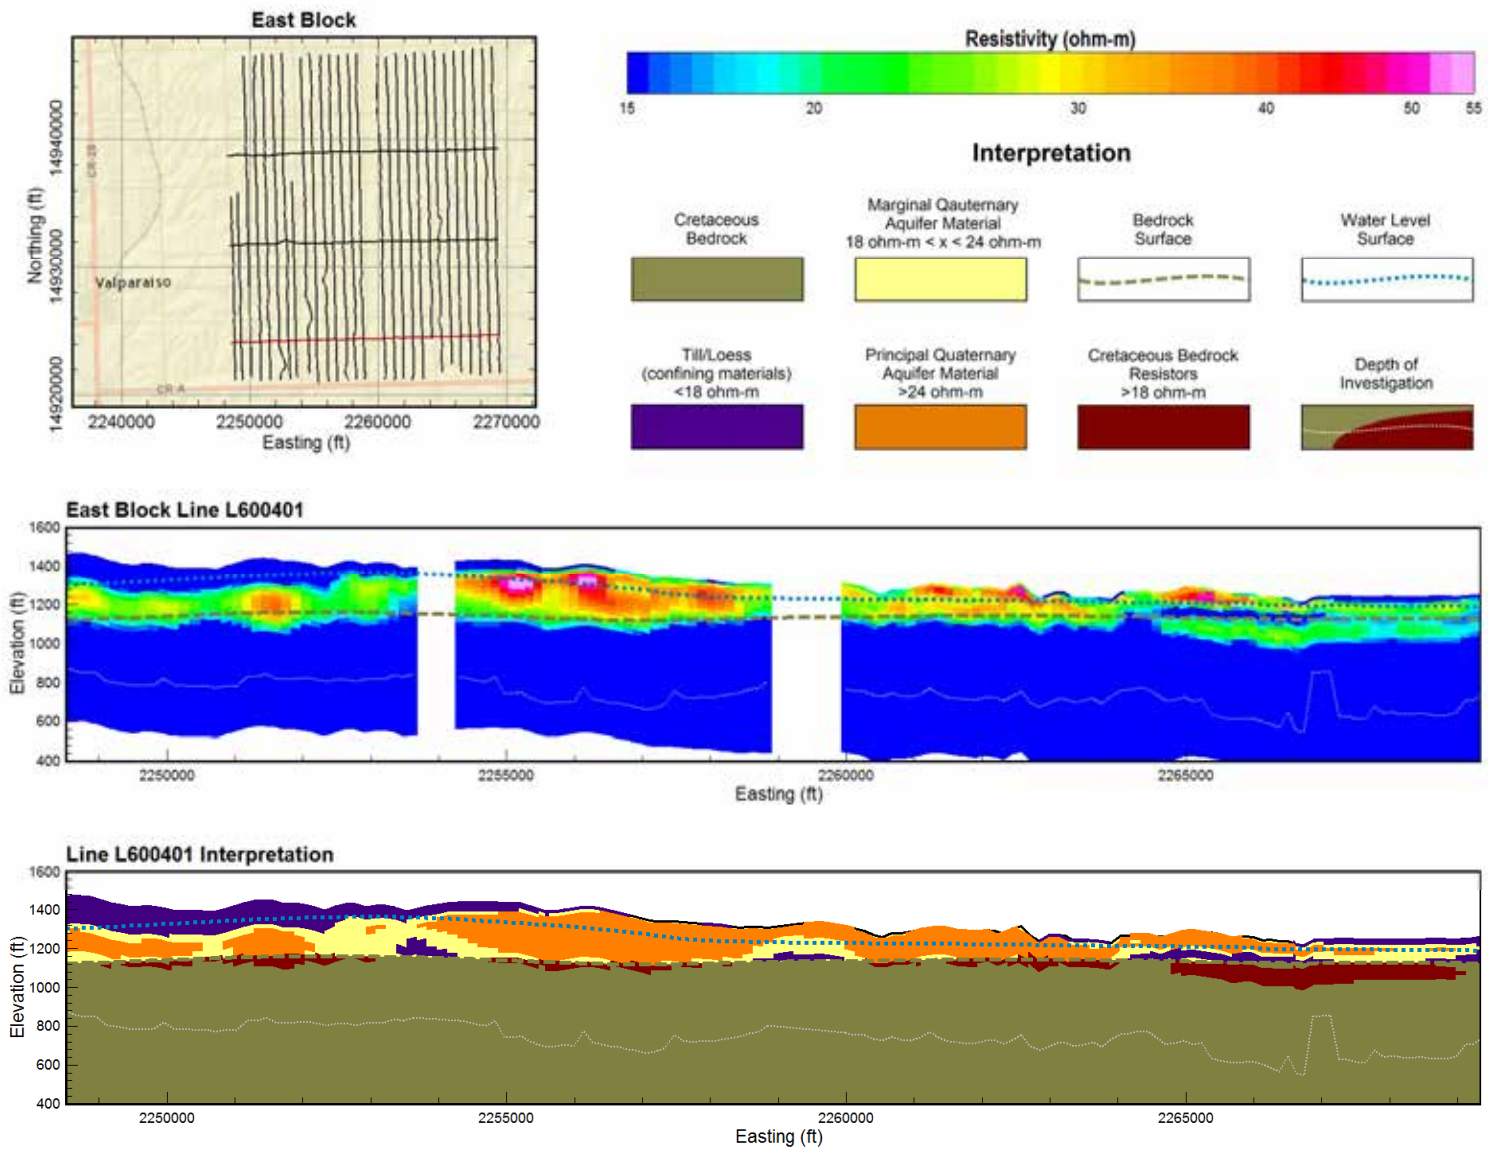 East Block
14940000
14930000
14920000
Northing (ft)
CR-29
Valparaiso
CR A
2240000 2250000 2260000 2270000
Easting (ft)
Resistivity (ohm-m)
15 20 30 40 50 55
Interpretation
Cretaceous
Bedrock
Marginal Qauternary
Aquifer Material
18 ohm-m < x < 24 ohm-m
Bedrock
Surface
Water Level
Surface
Till/Loess
(confining materials)
<18 ohm-m
Principal Quaternary
Aquifer Material
>24 ohm-m
Cretaceous Bedrock
Resistors
>18 ohm-m
Depth of
Investigation
East Block Line L600401
1600
1400
1200
1000
800
600
400
Elevation (ft)
2250000 2255000 2260000 2265000
Easting (ft)
Line L600401 Interpretation
1600
1400
1200
1000
800
600
400
Elevation (ft)
2250000 2255000 2260000 2265000
Easting (ft)